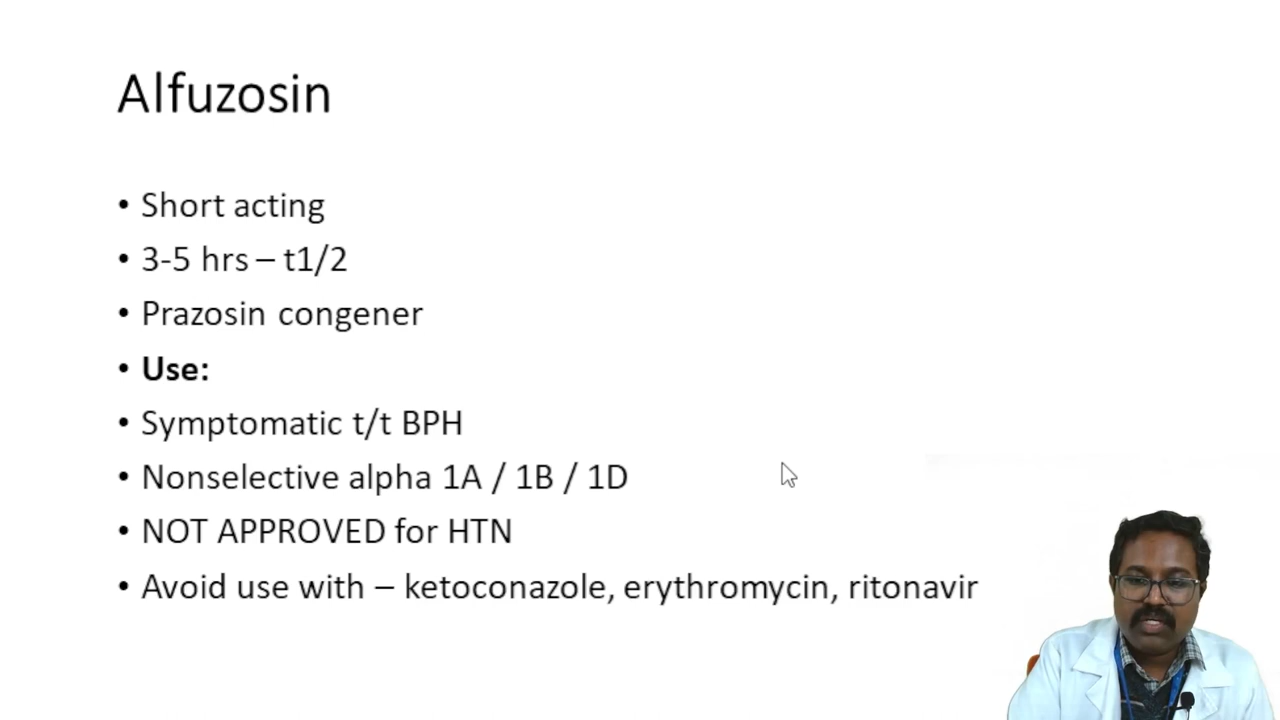 Alfuzosin
• Short acting
• 3-5 hrs – t1/2
• Prazosin congener
• Use:
• Symptomatic t/t BPH
• Nonselective alpha 1A / 1B / 1D
• NOT APPROVED for HTN
• Avoid use with – ketoconazole, erythromycin, ritonavir